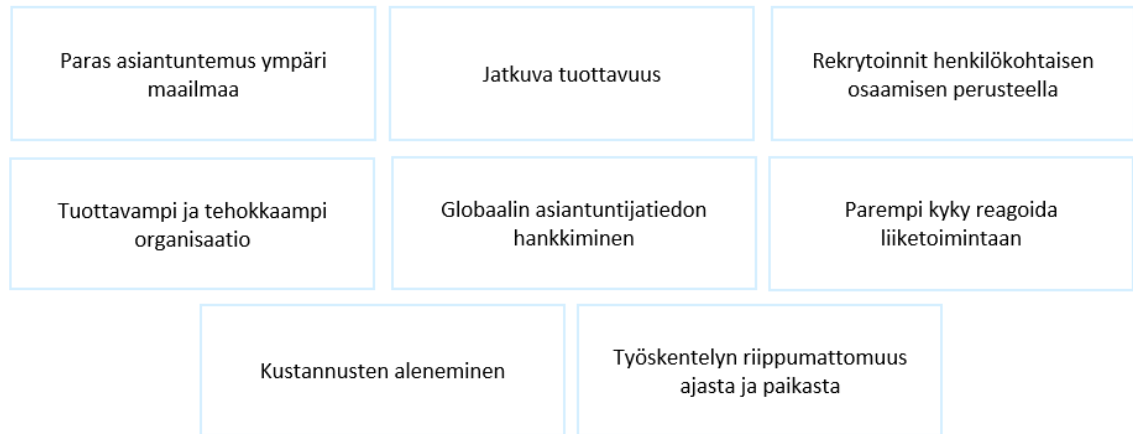 Paras asiantuntemus ympäri
maailmaa
Jatkuva tuottavuus
Rekrytoinnit henkilökohtaisen
osaamisen perusteella
Tuottavampi ja tehokkaampi
organisaatio
Globaalin asiantuntijatiedon
hankkiminen
Parempi kyky reagoida
liiketoimintaan
Kustannusten aleneminen
Työskentelyn riippumattomuus
ajasta ja paikasta